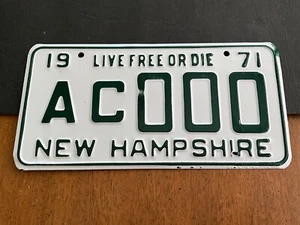 19 LIVE FREE OR DIE 71
AC000
NEW HAMPSHIRE